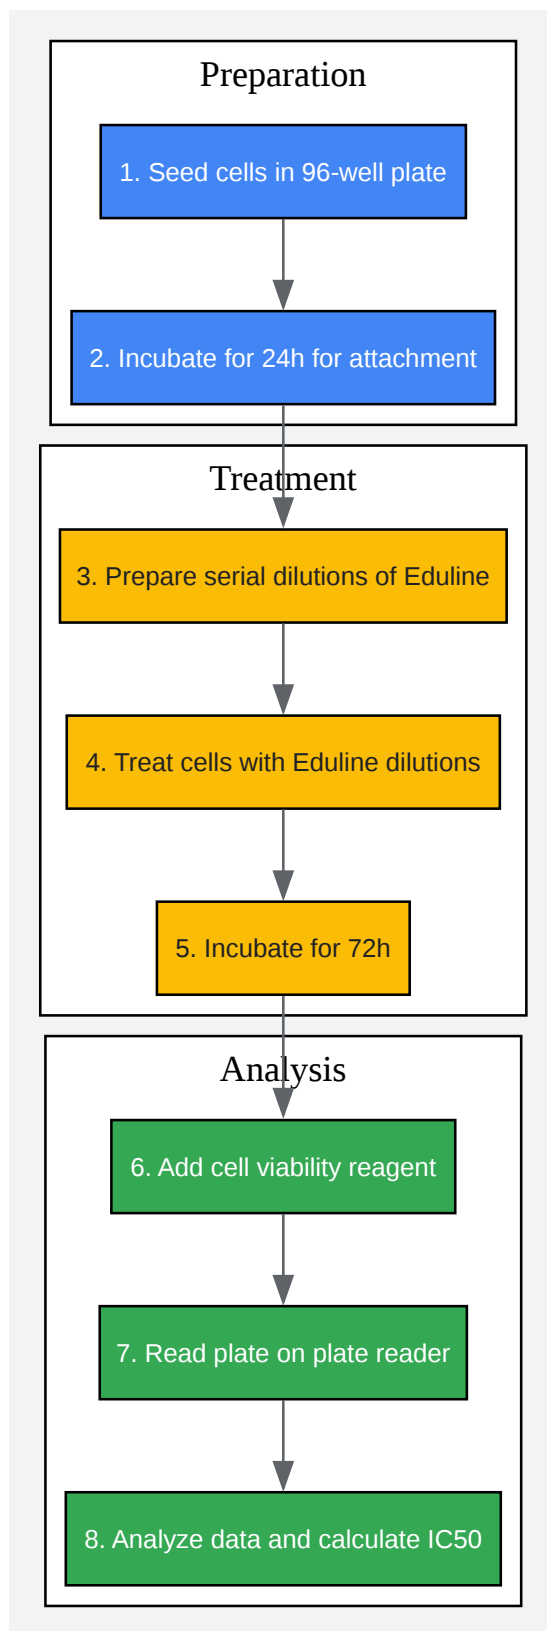 Preparation
1. Seed cells in 96-well plate
2. Incubate for 24h for attachment
Treatment
3. Prepare serial dilutions of Eduline
4. Treat cells with Eduline dilutions
5. Incubate for 72h
Analysis
6. Add cell viability reagent
7. Read plate on plate reader
8. Analyze data and calculate IC50